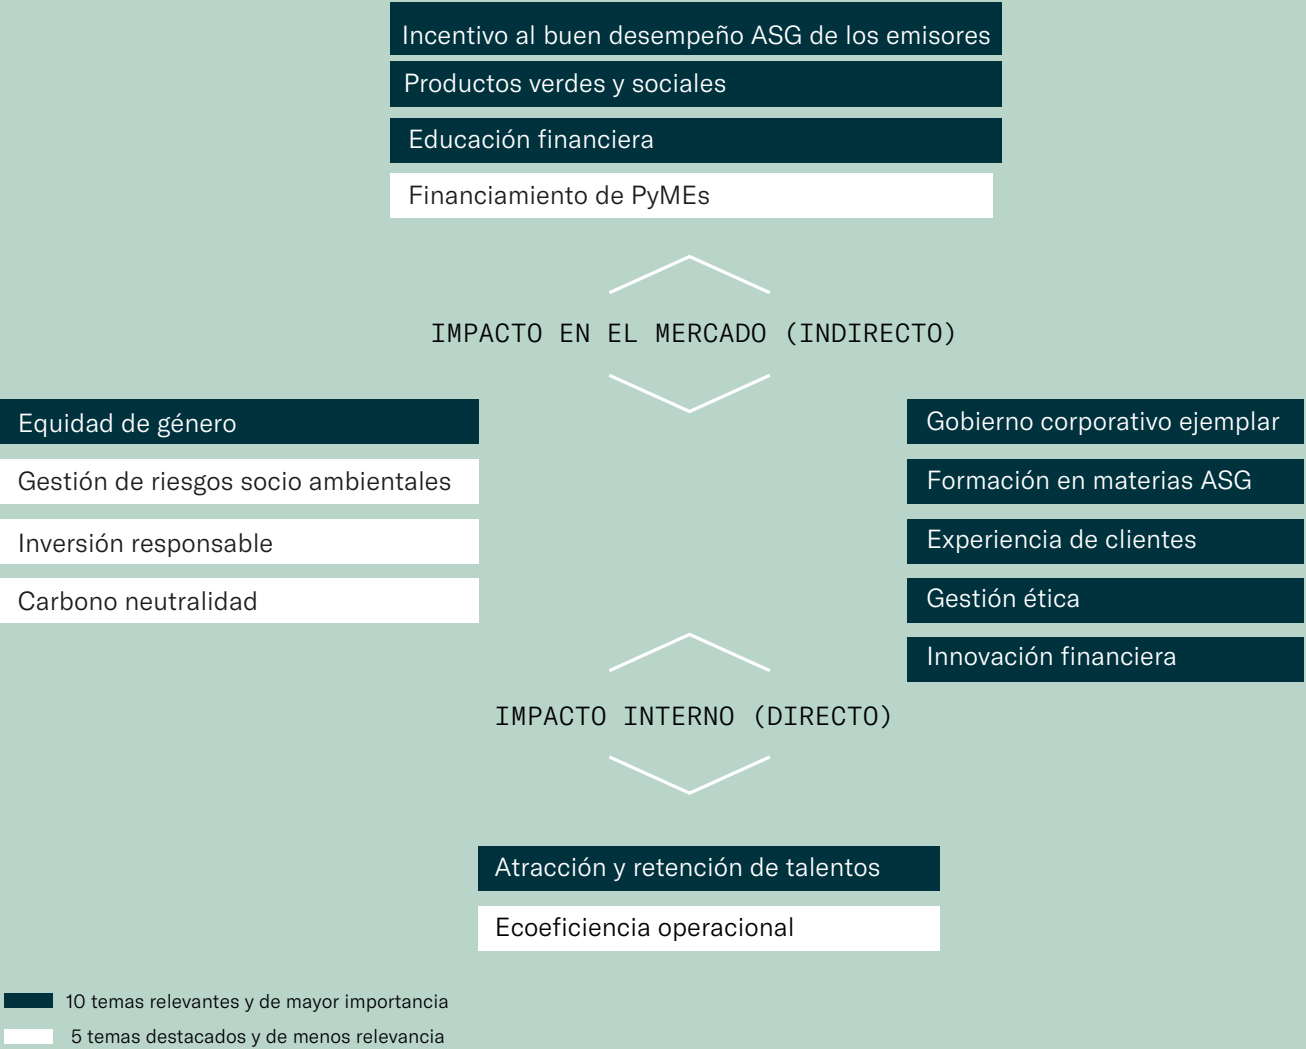 Incentivo al buen desempeño ASG de los emisores
Productos verdes y sociales
Educación financiera
Financiamiento de PyMEs
IMPACTO EN EL MERCADO (INDIRECTO)
Equidad de género
Gestión de riesgos socio ambientales
Inversión responsable
Carbono neutralidad
Gobierno corporativo ejemplar
Formación en materias ASG
Experiencia de clientes
Gestión ética
Innovación financiera
IMPACTO INTERNO (DIRECTO)
Atracción y retención de talentos
Ecoeficiencia operacional
10 temas relevantes y de mayor importancia
5 temas destacados y de menos relevancia